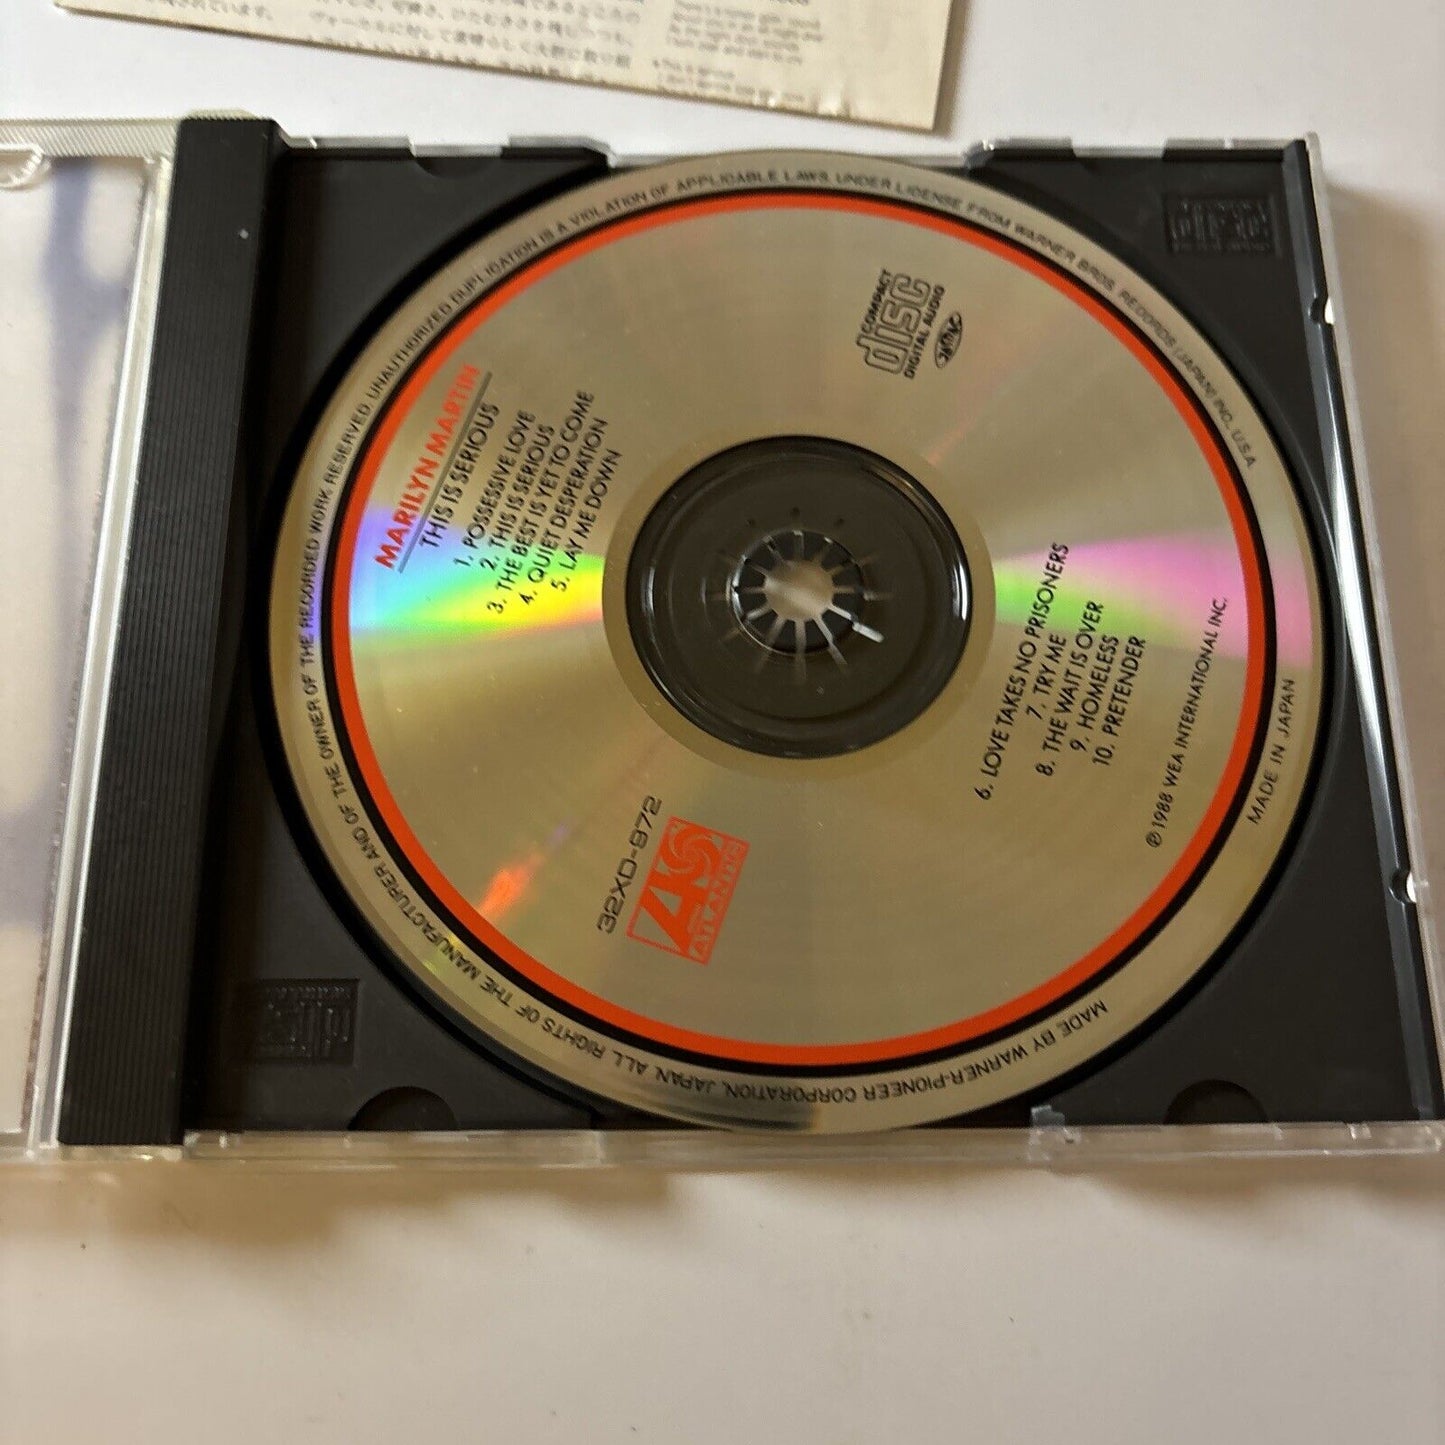 MARILYN MARTIN
THIS IS SERIOUS
1. POSSESSIVE LOVE
2. THIS IS SERIOUS
3. THE BEST IS YET TO COME
4. QUIET DESPERATION
5. LAY ME DOWN
6. LOVE TAKES NO PRISONERS
7. TRY ME
8. THE WAIT IS OVER
9. HOMELESS
10. PRETENDER
℗1988 WEA INTERNATIONAL INC.
32XD-972
ATLANTIC
COMPACT
disc
DIGITAL AUDIO
MADE BY WARNER-PIONEER CORPORATION, JAPAN. ALL RIGHTS OF THE MANUFACTURER AND OF THE OWNER OF THE RECORDED WORK RESERVED. UNAUTHORIZED DUPLICATION IS A VIOLATION OF APPLICABLE LAWS. UNDER LICENSE FROM WARNER BROS. RECORDS (JAPAN) INC., U.S.A.
MADE IN JAPAN